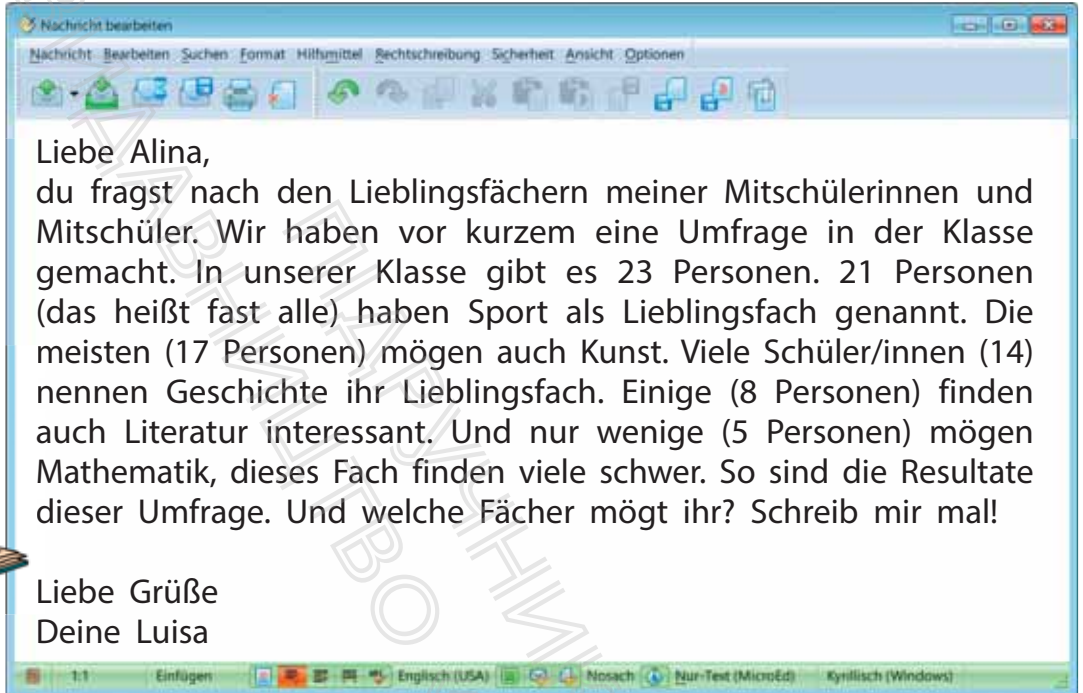 Nachricht bearbeiten
Nachricht Bearbeiten Suchen Format Hilfsmittel Rechtschreibung Sicherheit Ansicht Optionen
Liebe Alina,
du fragst nach den Lieblingsfächern meiner Mitschülerinnen und
Mitschüler. Wir haben vor kurzem eine Umfrage in der Klasse
gemacht. In unserer Klasse gibt es 23 Personen. 21 Personen
(das heißt fast alle) haben Sport als Lieblingsfach genannt. Die
meisten (17 Personen) mögen auch Kunst. Viele Schüler/innen (14)
nennen Geschichte ihr Lieblingsfach. Einige (8 Personen) finden
auch Literatur interessant. Und nur wenige (5 Personen) mögen
Mathematik, dieses Fach finden viele schwer. So sind die Resultate
dieser Umfrage. Und welche Fächer mögt ihr? Schreib mir mal!
Liebe Grüße
Deine Luisa
1:1 Einfügen Englisch (USA) Nosach Nur-Text (MicroEd) Kyrillisch (Windows)